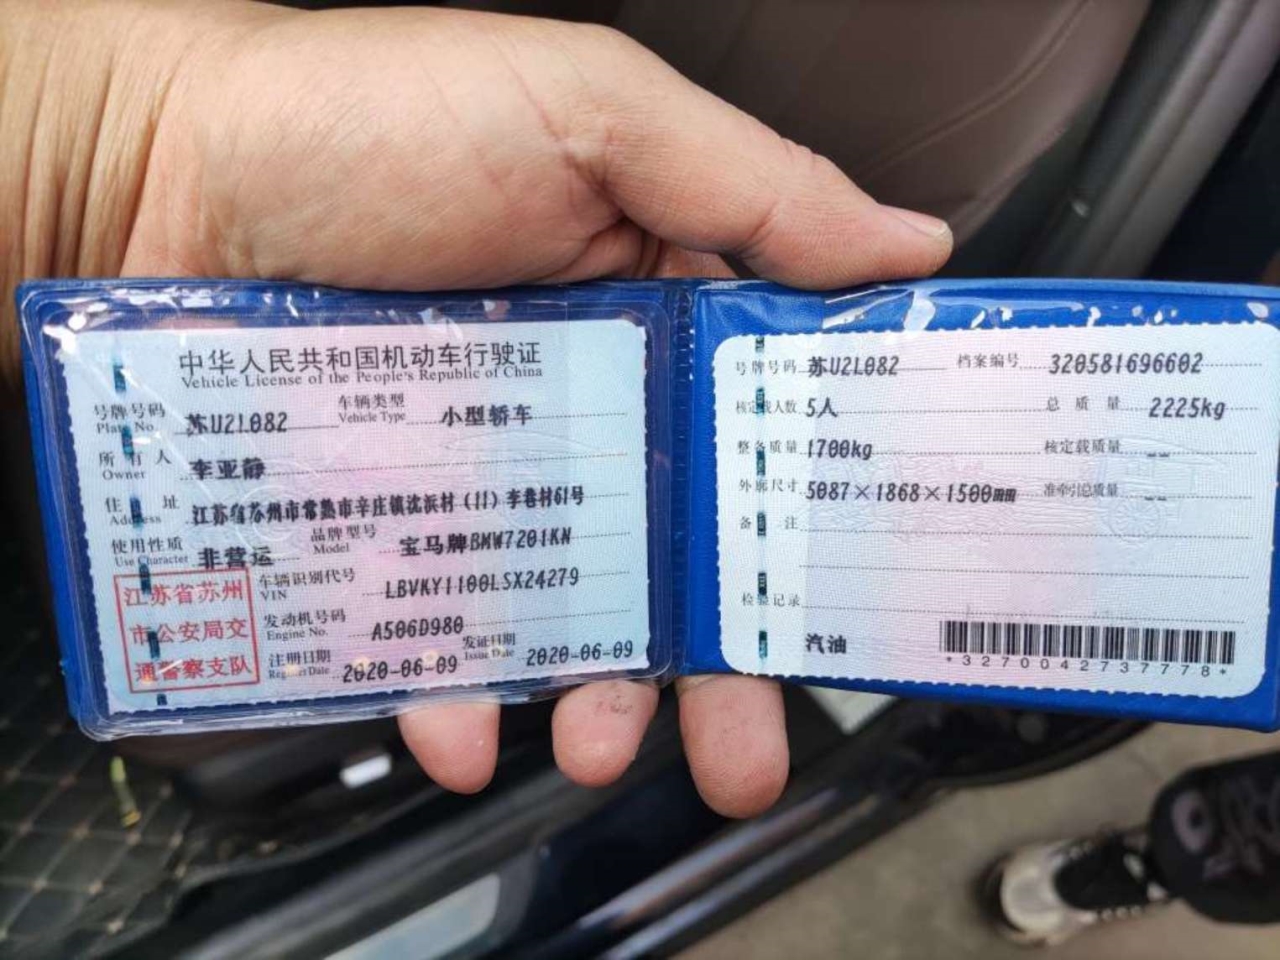 中华人民共和国机动车行驶证
Vehicle License of the People's Republic of China
号牌号码 苏U2L082 车辆类型 小型轿车
Plate No. Vehicle Type
所有人 李亚静
Owner
住址 江苏省苏州市常熟市辛庄镇沈浜村(11)李巷村61号
Address
使用性质 非营运 品牌型号 宝马牌BMW7201KN
Use Character Model
江苏省苏州
市公安局交
通警察支队
车辆识别代号 LBVKY1100LSX24279
VIN
发动机号码 A506D980
Engine No.
注册日期 2020-06-09 发证日期 2020-06-09
Register Date Issue Date
号牌号码 苏U2L082 档案编号 320581696602
核定载人数 5人 总质量 2225kg
整备质量 1700kg 核定载质量 --
外廓尺寸 5087×1868×1500mm 准牵引总质量 --
备注
检验记录
汽油
*3270042737778*